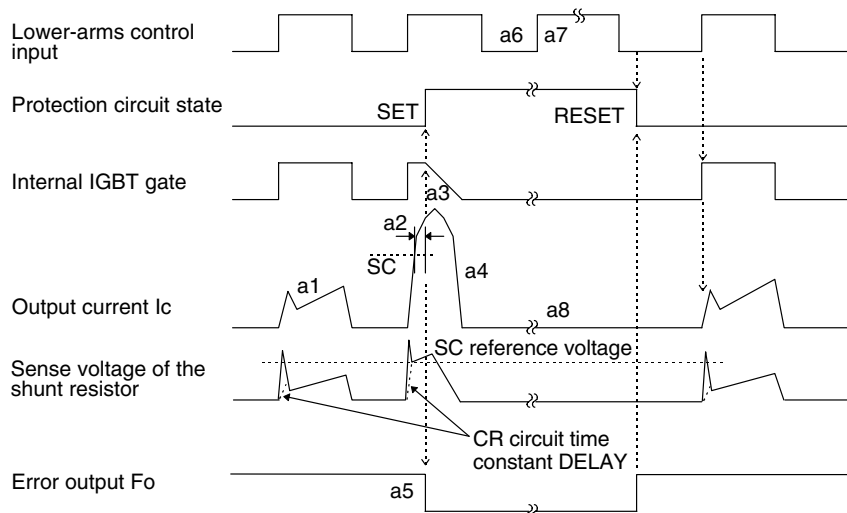 Lower-arms control
input
a6
a7
Protection circuit state
SET
RESET
Internal IGBT gate
a3
a2
SC
a4
Output current Ic
a1
a8
SC reference voltage
Sense voltage of the
shunt resistor
CR circuit time
constant DELAY
Error output Fo
a5